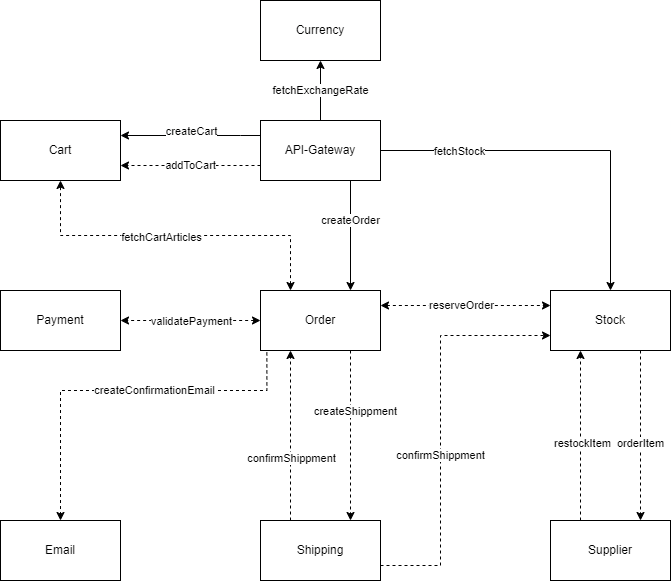 Currency
fetchExchangeRate
Cart
createCart
API-Gateway
fetchStock
addToCart
createOrder
fetchCartArticles
Payment
validatePayment
Order
reserveOrder
Stock
createConfirmationEmail
createShippment
confirmShippment
confirmShippment
restockItem
orderItem
Email
Shipping
Supplier